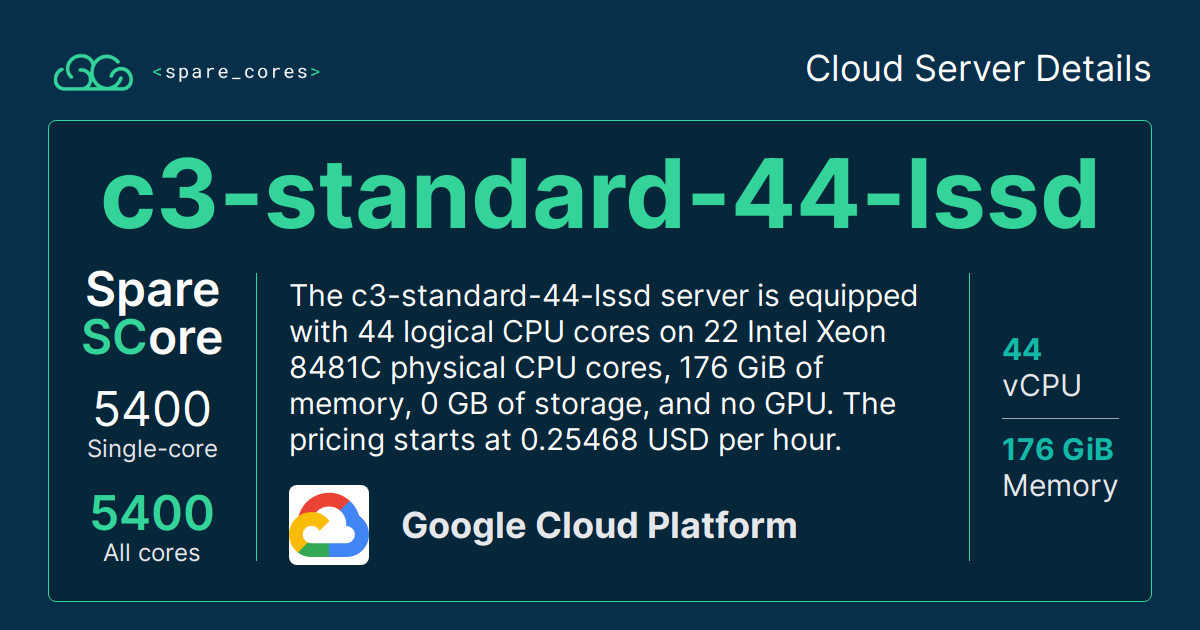 <spare_cores>
Cloud Server Details
c3-standard-44-lssd
Spare
SCore
5400
Single-core
5400
All cores
The c3-standard-44-lssd server is equipped
with 44 logical CPU cores on 22 Intel Xeon
8481C physical CPU cores, 176 GiB of
memory, 0 GB of storage, and no GPU. The
pricing starts at 0.25468 USD per hour.
Google Cloud Platform
44
vCPU
176 GiB
Memory